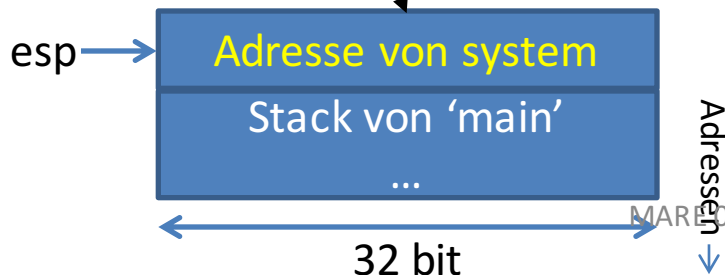 esp
Adresse von system
Stack von ‘main’
...
Adressen
32 bit